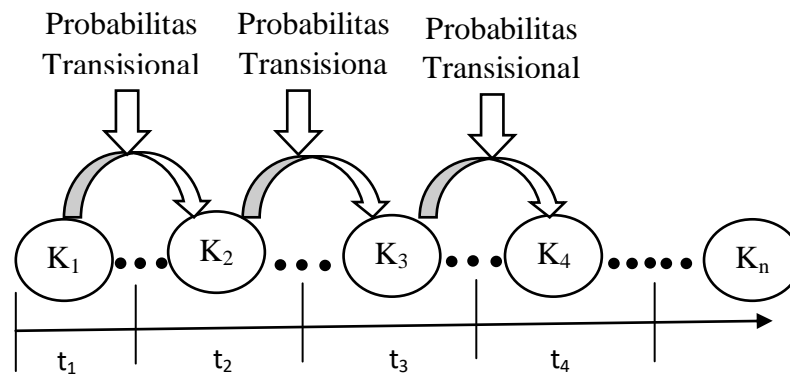 Probabilitas
Transisional
Probabilitas
Transisiona
Probabilitas
Transisional
K₁
K₂
K₃
K₄
Kₙ
t₁
t₂
t₃
t₄